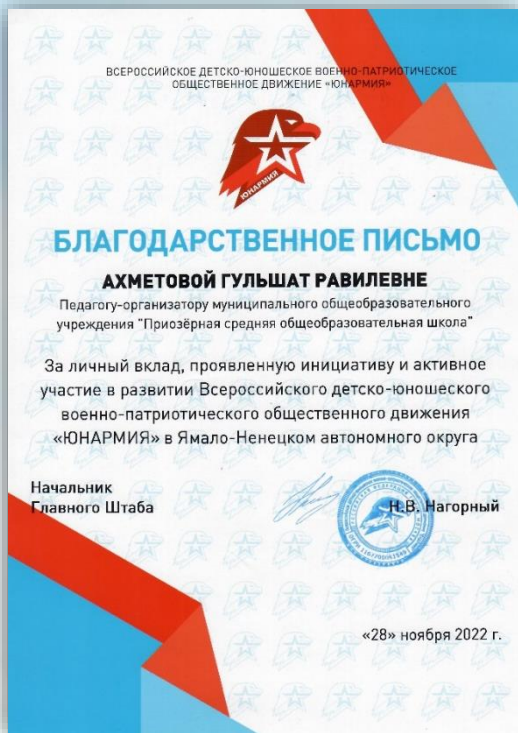 ВСЕРОССИЙСКОЕ ДЕТСКО-ЮНОШЕСКОЕ ВОЕННО-ПАТРИОТИЧЕСКОЕ
ОБЩЕСТВЕННОЕ ДВИЖЕНИЕ «ЮНАРМИЯ»
ЮНАРМИЯ
БЛАГОДАРСТВЕННОЕ ПИСЬМО
АХМЕТОВОЙ ГУЛЬШАТ РАВИЛЕВНЕ
Педагогу-организатору муниципального общеобразовательного
учреждения "Приозёрная средняя общеобразовательная школа"
За личный вклад, проявленную инициативу и активное
участие в развитии Всероссийского детско-юношеского
военно-патриотического общественного движения
«ЮНАРМИЯ» в Ямало-Ненецком автономного округа
Начальник
Главного Штаба
Н.В. Нагорный
«28» ноября 2022 г.